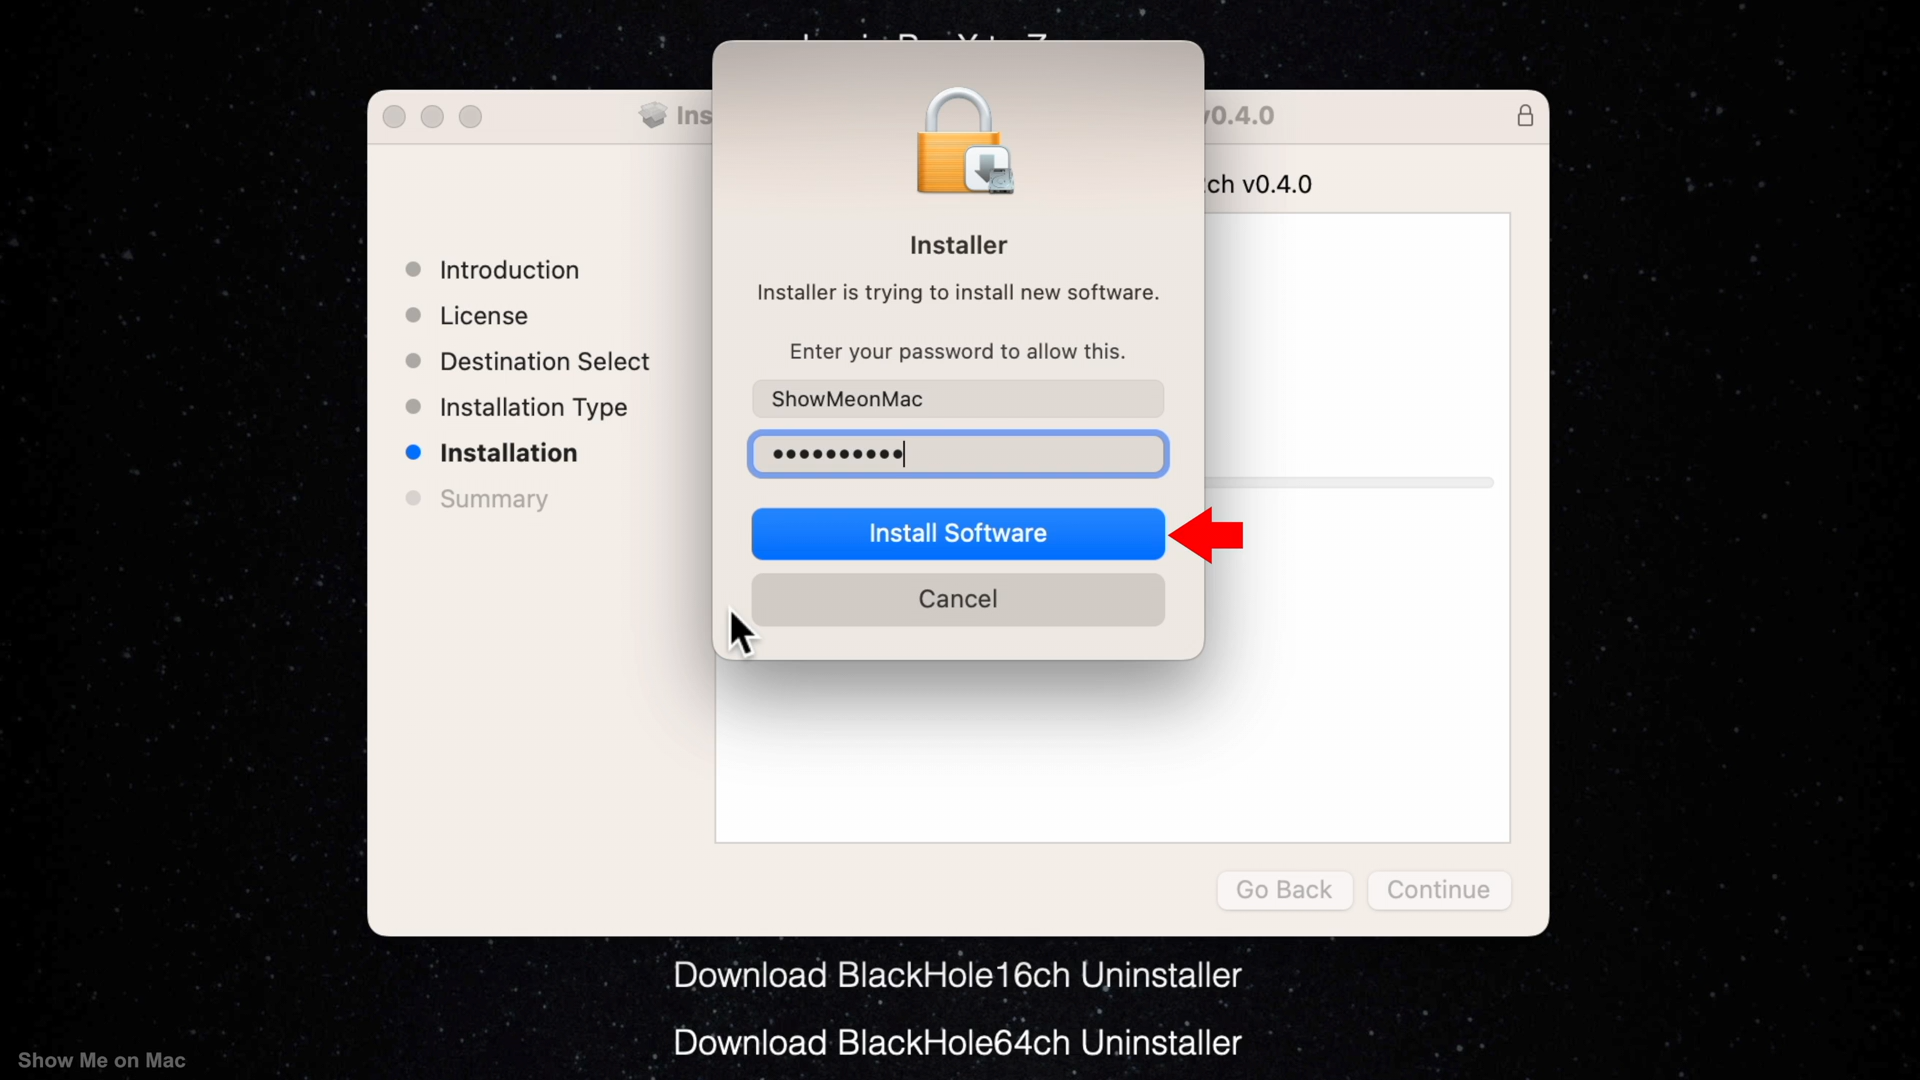 Ins
v0.4.0
ch v0.4.0
Installer
Installer is trying to install new software.
Enter your password to allow this.
ShowMeonMac
••••••••••
Install Software
Cancel
Introduction
License
Destination Select
Installation Type
Installation
Summary
Go Back
Continue
Download BlackHole16ch Uninstaller
Download BlackHole64ch Uninstaller
Show Me on Mac